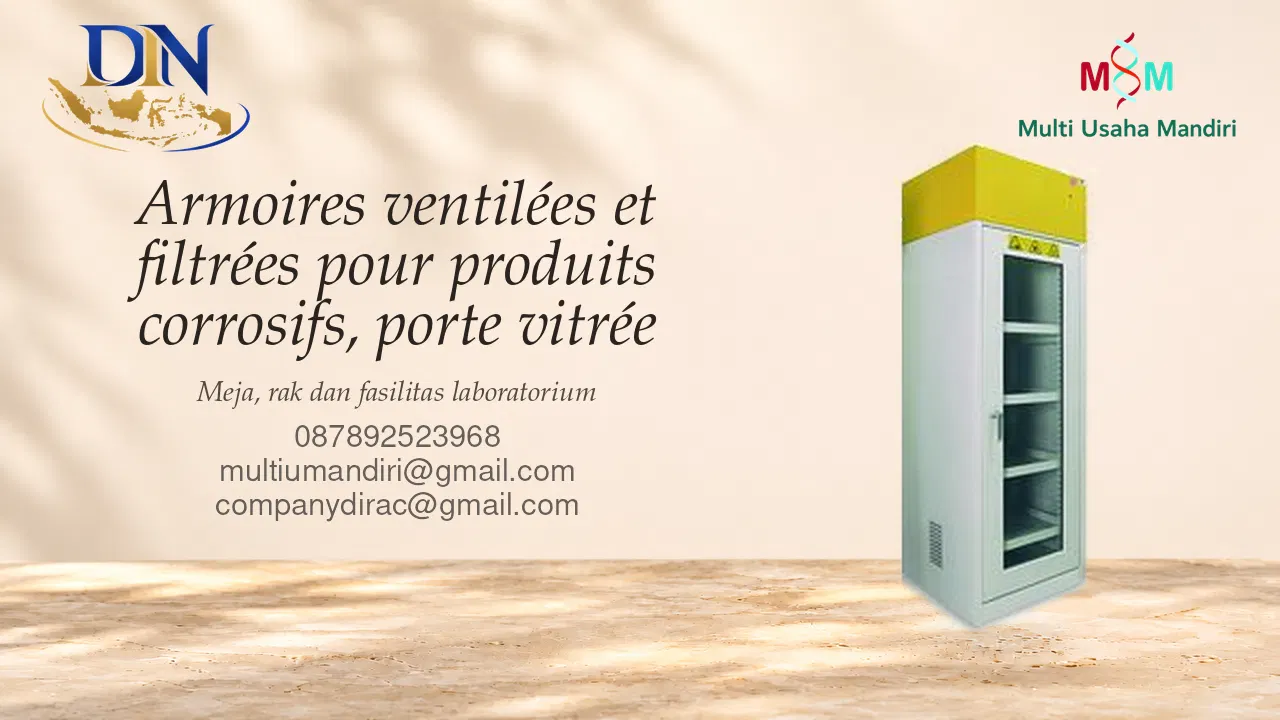 DIN
M M
Multi Usaha Mandiri
Armoires ventilées et
filtrées pour produits
corrosifs, porte vitrée
Meja, rak dan fasilitas laboratorium
087892523968
multiumandiri@gmail.com
companydirac@gmail.com